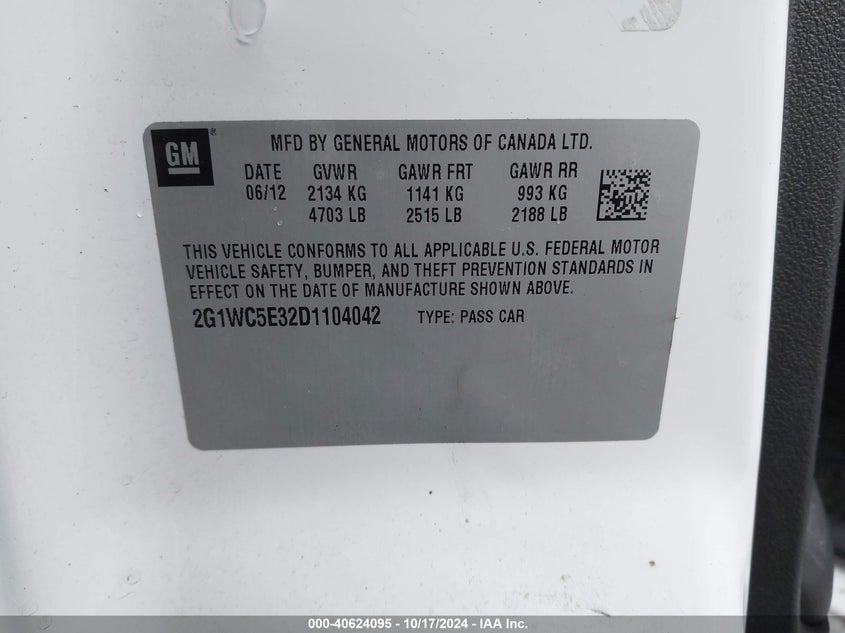 GM
MFD BY GENERAL MOTORS OF CANADA LTD.
DATE GVWR GAWR FRT GAWR RR
06/12 2134 KG 1141 KG 993 KG
4703 LB 2515 LB 2188 LB
THIS VEHICLE CONFORMS TO ALL APPLICABLE U.S. FEDERAL MOTOR
VEHICLE SAFETY, BUMPER, AND THEFT PREVENTION STANDARDS IN
EFFECT ON THE DATE OF MANUFACTURE SHOWN ABOVE.
2G1WC5E32D1104042 TYPE: PASS CAR
000-40624095 - 10/17/2024 - IAA Inc.